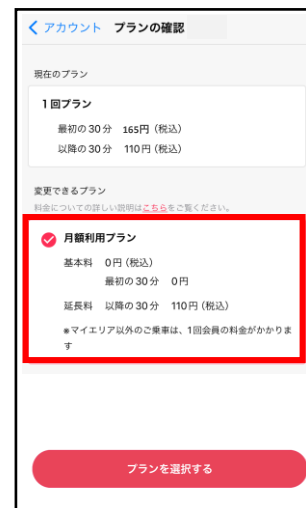 アカウント プランの確認
現在のプラン
1回プラン
最初の30分 165円（税込）
以降の30分 110円（税込）
変更できるプラン
料金についての詳しい説明はこちらをご覧ください。
月額利用プラン
基本料 0円（税込）
最初の30分 0円
延長料 以降の30分 110円（税込）
※マイエリア以外のご乗車は、1回会員の料金がかかりま
す
プランを選択する